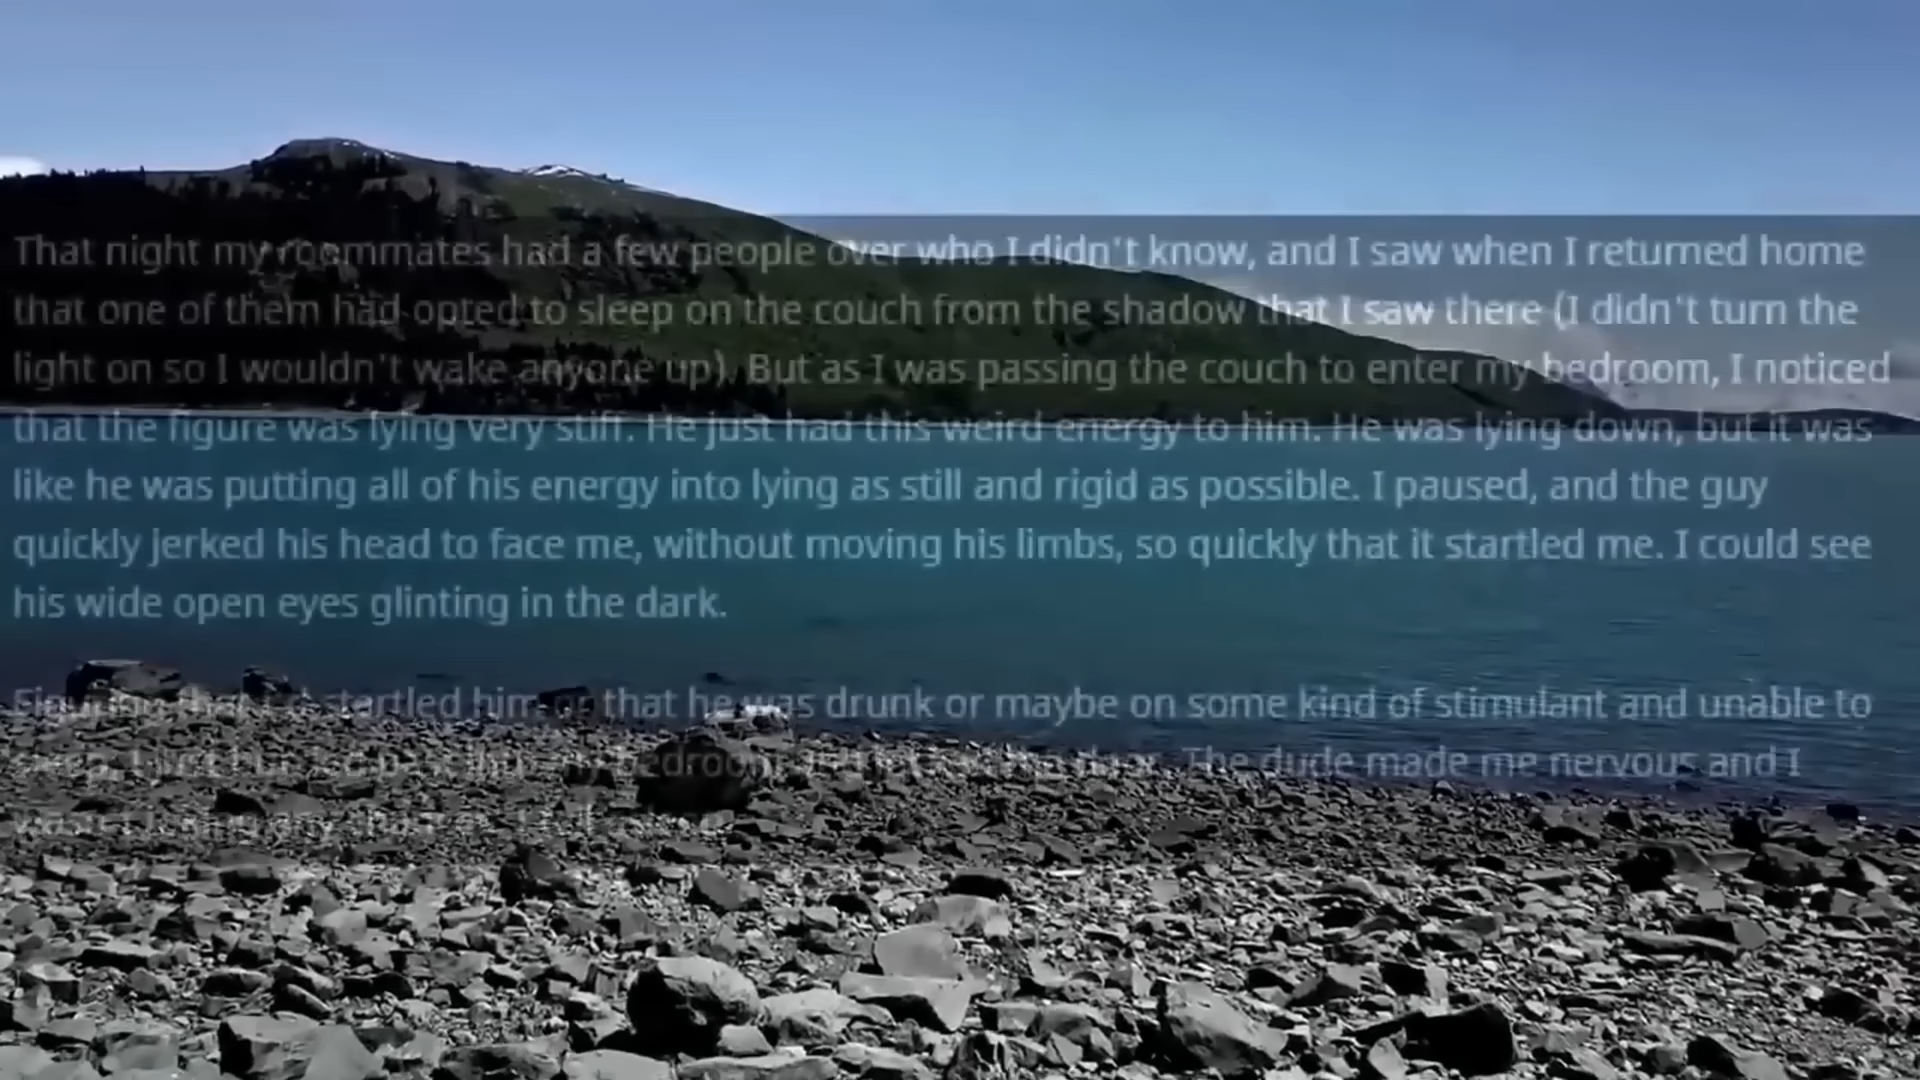 That night my roommates had a few people over who I didn't know, and I saw when I returned home
that one of them had opted to sleep on the couch from the shadow that I saw there (I didn't turn the
light on so I wouldn't wake anyone up). But as I was passing the couch to enter my bedroom, I noticed
that the figure was lying very stiff. He just had this weird energy to him. He was lying down, but it was
like he was putting all of his energy into lying as still and rigid as possible. I paused, and the guy
quickly jerked his head to face me, without moving his limbs, so quickly that it startled me. I could see
his wide open eyes glinting in the dark.
Figuring that I startled him or that he was drunk or maybe on some kind of stimulant and unable to
my bedroom door. The dude made me nervous and I